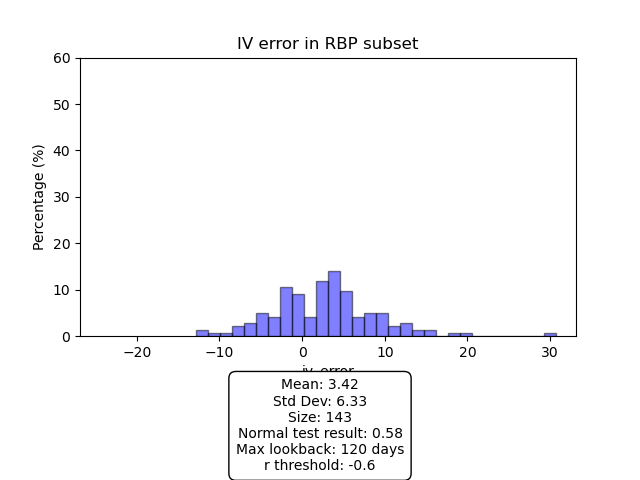 IV error in RBP subset
60
50
40
30
20
10
0
Percentage (%)
−20
−10
0
10
20
30
iv_error
Mean: 3.42
Std Dev: 6.33
Size: 143
Normal test result: 0.58
Max lookback: 120 days
r threshold: -0.6